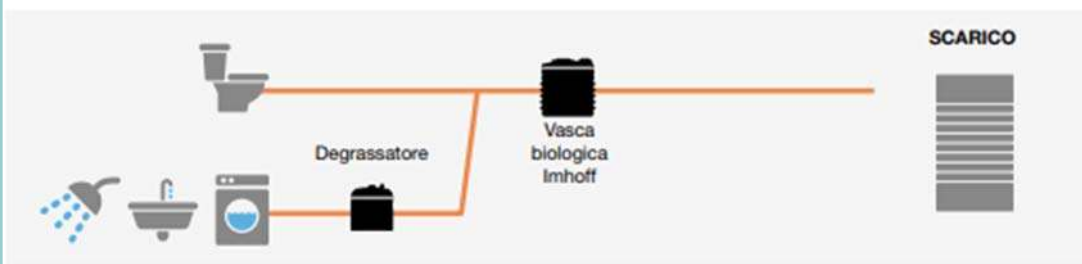 SCARICO
Degrassatore
Vasca
biologica
Imhoff